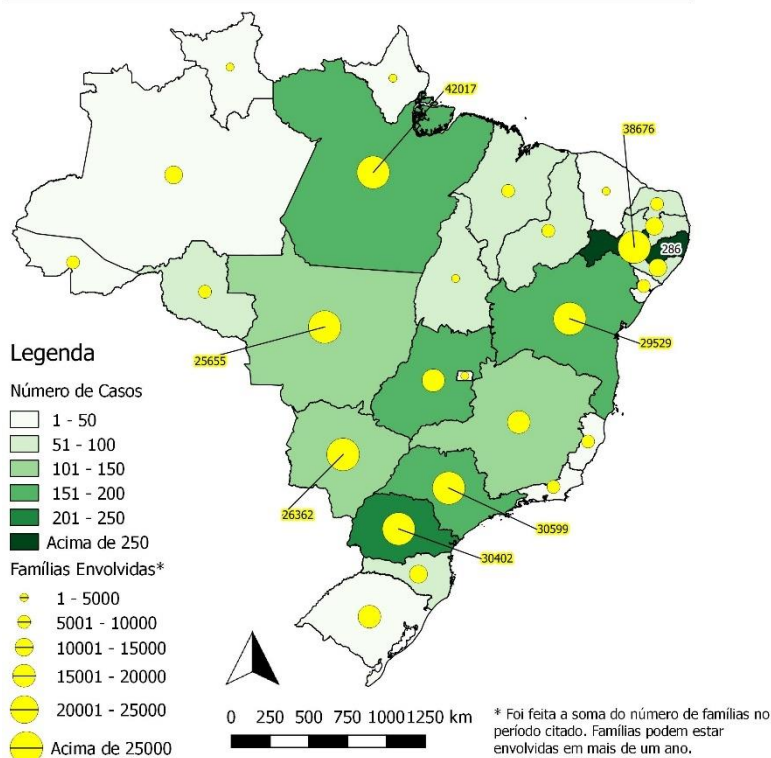 42017
38676
286
29529
25655
26362
30599
30402
Legenda
Número de Casos
1 - 50
51 - 100
101 - 150
151 - 200
201 - 250
Acima de 250
Famílias Envolvidas*
1 - 5000
5001 - 10000
10001 - 15000
15001 - 20000
20001 - 25000
Acima de 25000
0 250 500 750 1000 1250 km
* Foi feita a soma do número de famílias no
período citado. Famílias podem estar
envolvidas em mais de um ano.